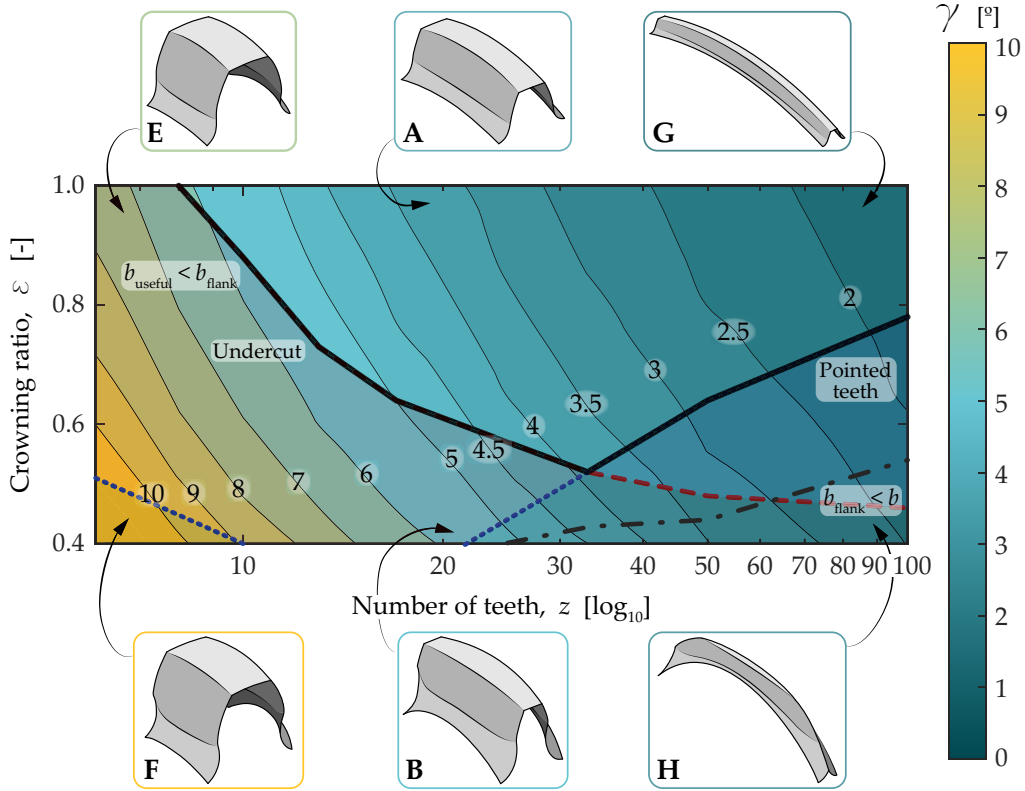 γ [º]
E
A
G
10
9
8
7
6
5
4
3
2
1
0
1.0
0.8
0.6
0.4
Crowning ratio, ε [-]
b_useful < b_flank
Undercut
2
2.5
3
3.5
4
4.5
5
6
7
8
9
10
Pointed
teeth
b_flank < b
10 20 30 40 50 60 70 80 90 100
Number of teeth, z [log₁₀]
F
B
H